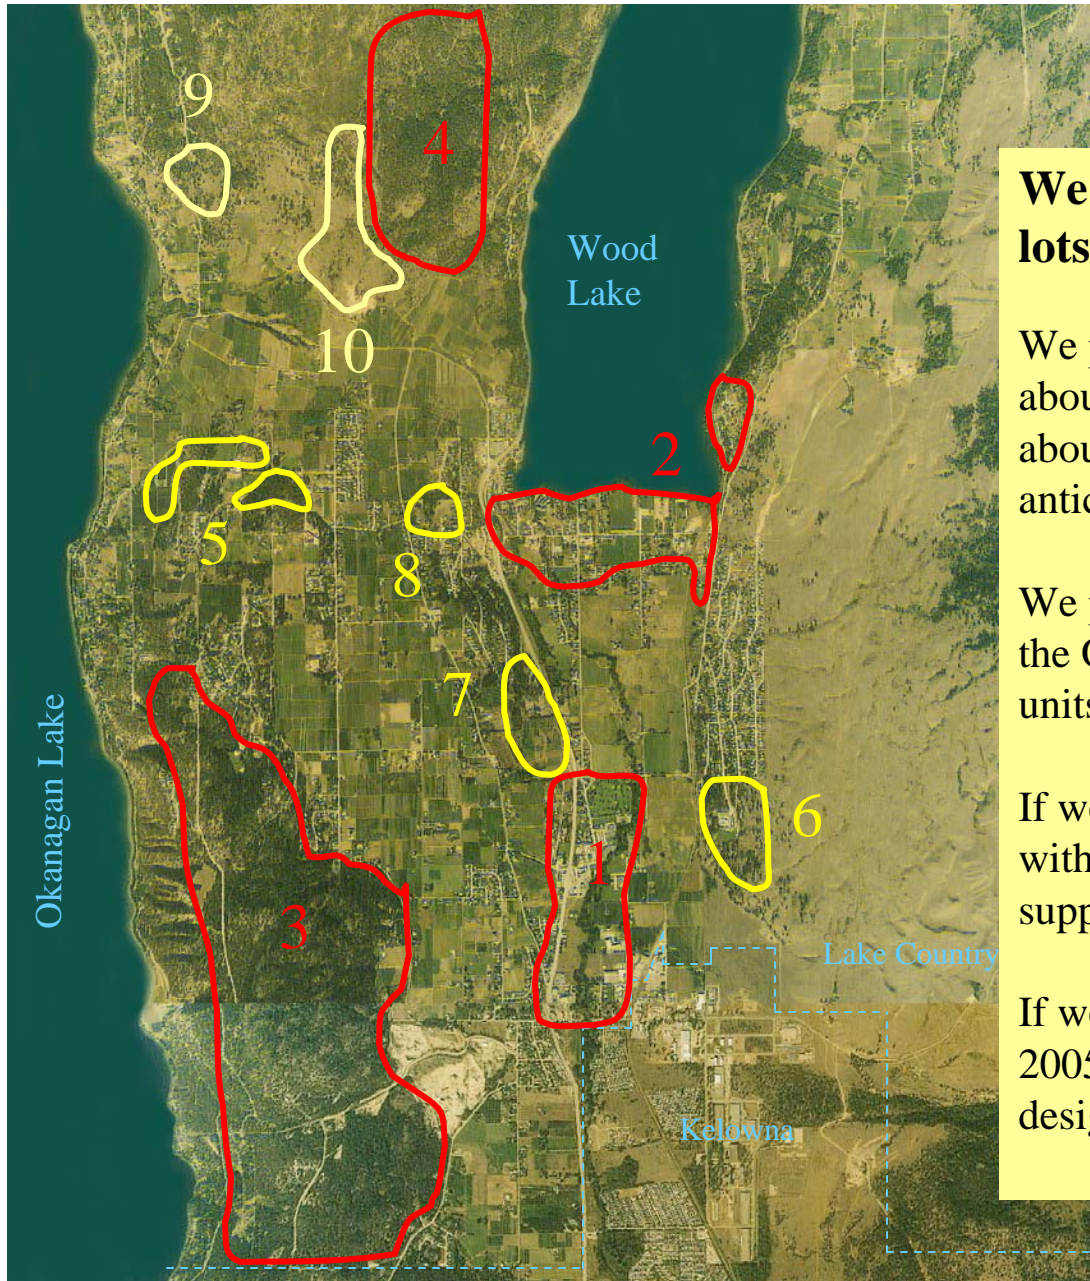 9
4
Wood
Lake
10
2
5
8
7
6
1
3
Okanagan Lake
Lake Country
Kelowna
We
lots
We
abou
abou
antic
We
the
units
If we
with
supp
If we
2005
desig